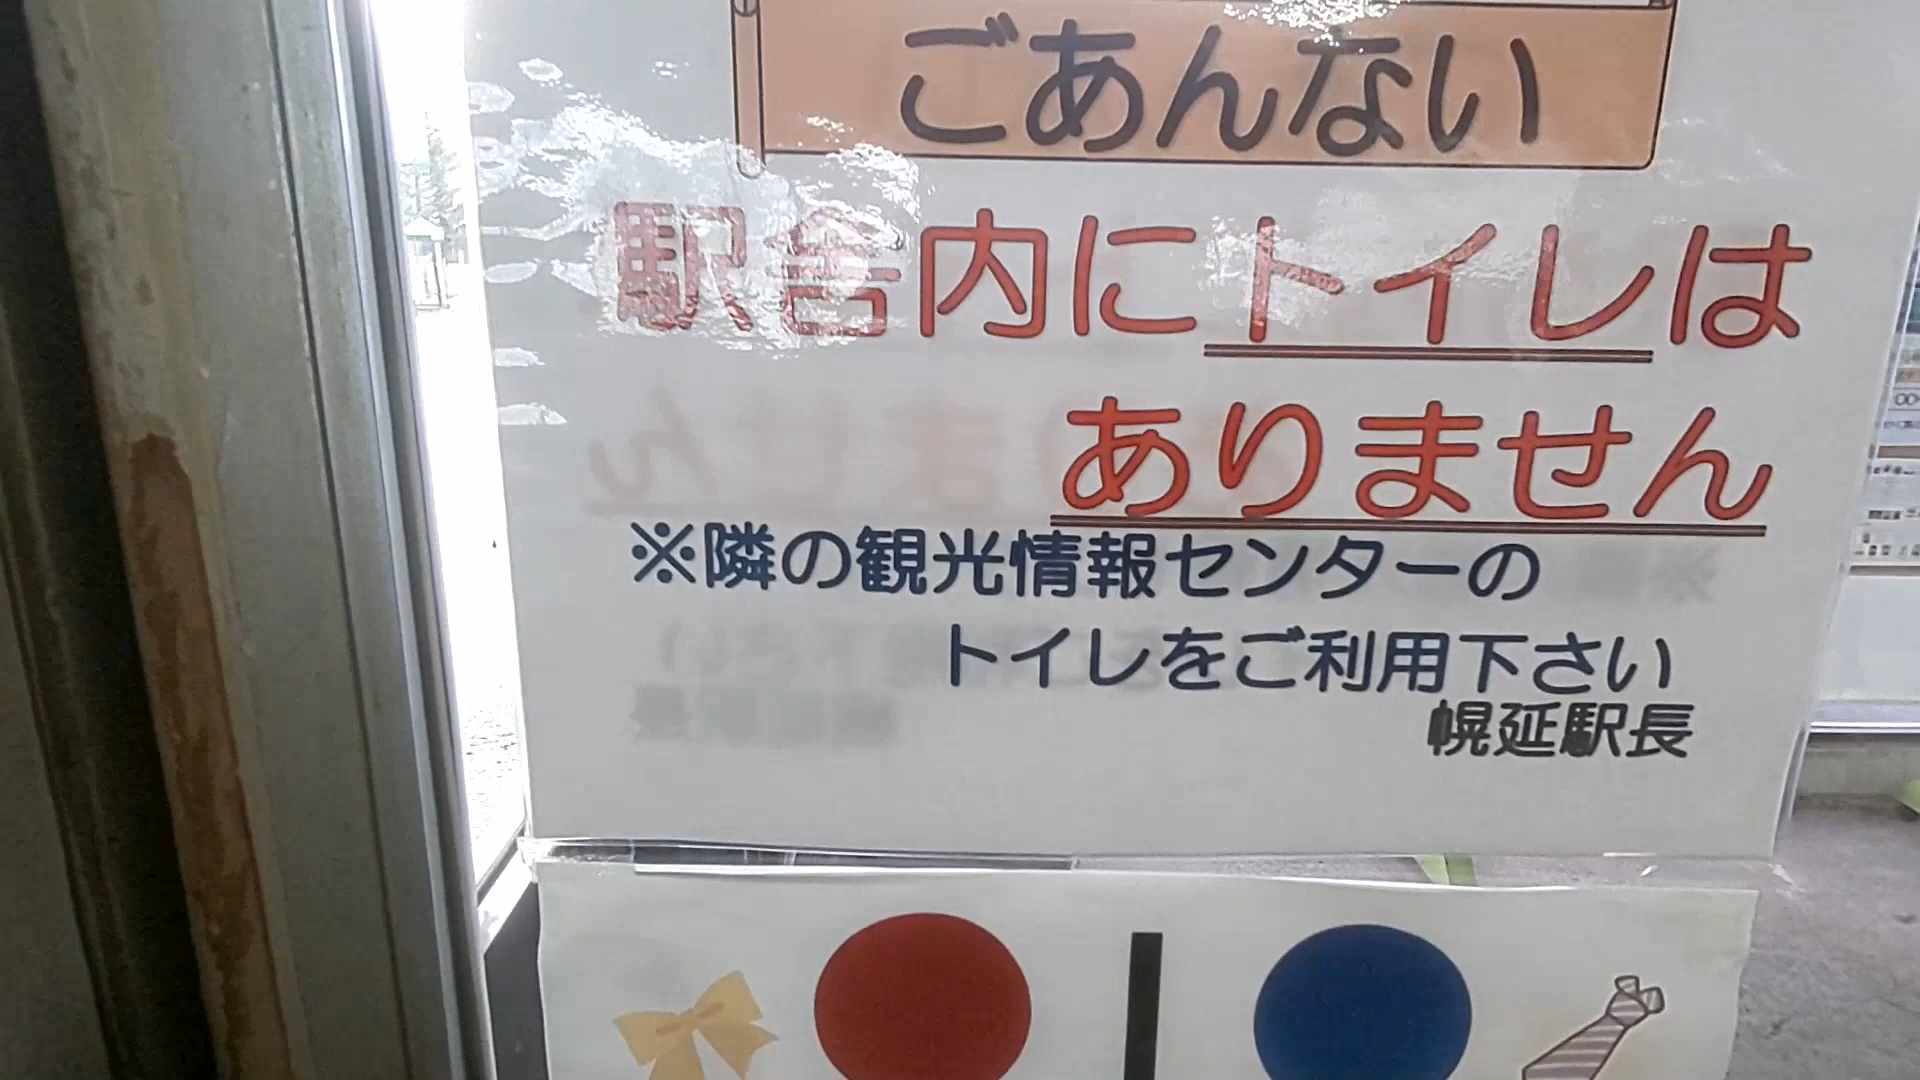 ごあんない
駅舎内にトイレは
ありません
※隣の観光情報センターの
トイレをご利用下さい
幌延駅長